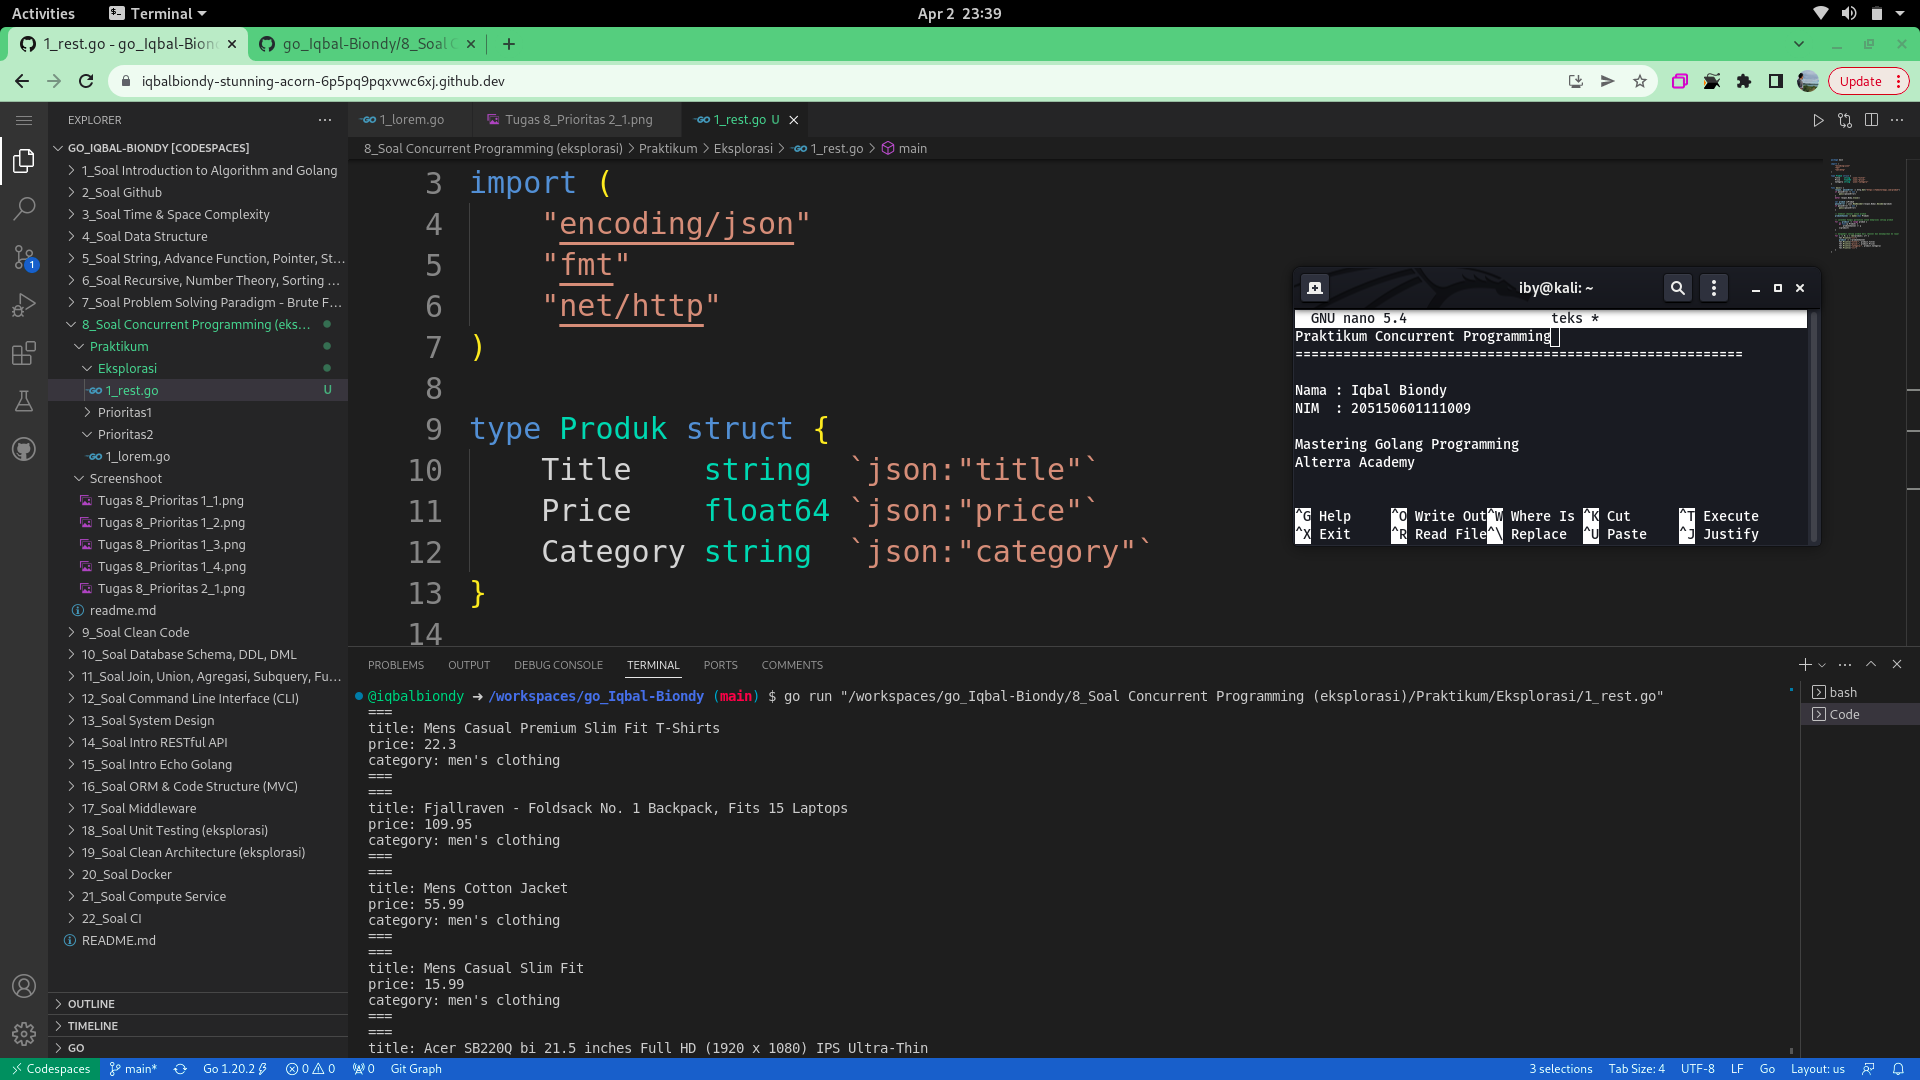 Activities
Terminal
Apr 2 23:39
1_rest.go - go_Iqbal-Bion
go_Iqbal-Biondy/8_Soal C
iqbalbiondy-stunning-acorn-6p5pq9pqxvwc6xj.github.dev
Update
EXPLORER
GO_IQBAL-BIONDY [CODESPACES]
1_Soal Introduction to Algorithm and Golang
2_Soal Github
3_Soal Time & Space Complexity
4_Soal Data Structure
5_Soal String, Advance Function, Pointer, St...
6_Soal Recursive, Number Theory, Sorting ...
7_Soal Problem Solving Paradigm - Brute F...
8_Soal Concurrent Programming (eks...
Praktikum
Eksplorasi
1_rest.go U
Prioritas1
Prioritas2
1_lorem.go
Screenshoot
Tugas 8_Prioritas 1_1.png
Tugas 8_Prioritas 1_2.png
Tugas 8_Prioritas 1_3.png
Tugas 8_Prioritas 1_4.png
Tugas 8_Prioritas 2_1.png
readme.md
9_Soal Clean Code
10_Soal Database Schema, DDL, DML
11_Soal Join, Union, Agregasi, Subquery, Fu...
12_Soal Command Line Interface (CLI)
13_Soal System Design
14_Soal Intro RESTful API
15_Soal Intro Echo Golang
16_Soal ORM & Code Structure (MVC)
17_Soal Middleware
18_Soal Unit Testing (eksplorasi)
19_Soal Clean Architecture (eksplorasi)
20_Soal Docker
21_Soal Compute Service
22_Soal CI
README.md
OUTLINE
TIMELINE
GO
1
1_lorem.go
Tugas 8_Prioritas 2_1.png
1_rest.go U
8_Soal Concurrent Programming (eksplorasi) > Praktikum > Eksplorasi > 1_rest.go > main
3 import (
4 "encoding/json"
5 "fmt"
6 "net/http"
7 )
8
9 type Produk struct {
10 Title string `json:"title"`
11 Price float64 `json:"price"`
12 Category string `json:"category"`
13 }
14
iby@kali: ~
GNU nano 5.4 teks *
Praktikum Concurrent Programming
========================================================
Nama : Iqbal Biondy
NIM : 205150601111009
Mastering Golang Programming
Alterra Academy
^G Help ^O Write Out ^W Where Is ^K Cut ^T Execute
^X Exit ^R Read File ^\ Replace ^U Paste ^J Justify
PROBLEMS OUTPUT DEBUG CONSOLE TERMINAL PORTS COMMENTS
@iqbalbiondy ➜ /workspaces/go_Iqbal-Biondy (main) $ go run "/workspaces/go_Iqbal-Biondy/8_Soal Concurrent Programming (eksplorasi)/Praktikum/Eksplorasi/1_rest.go"
===
title: Mens Casual Premium Slim Fit T-Shirts
price: 22.3
category: men's clothing
===
===
title: Fjallraven - Foldsack No. 1 Backpack, Fits 15 Laptops
price: 109.95
category: men's clothing
===
===
title: Mens Cotton Jacket
price: 55.99
category: men's clothing
===
===
title: Mens Casual Slim Fit
price: 15.99
category: men's clothing
===
===
title: Acer SB220Q bi 21.5 inches Full HD (1920 x 1080) IPS Ultra-Thin
bash
Code
Codespaces
main*
Go 1.20.2
0 0
0
Git Graph
3 selections
Tab Size: 4
UTF-8
LF
Go
Layout: us